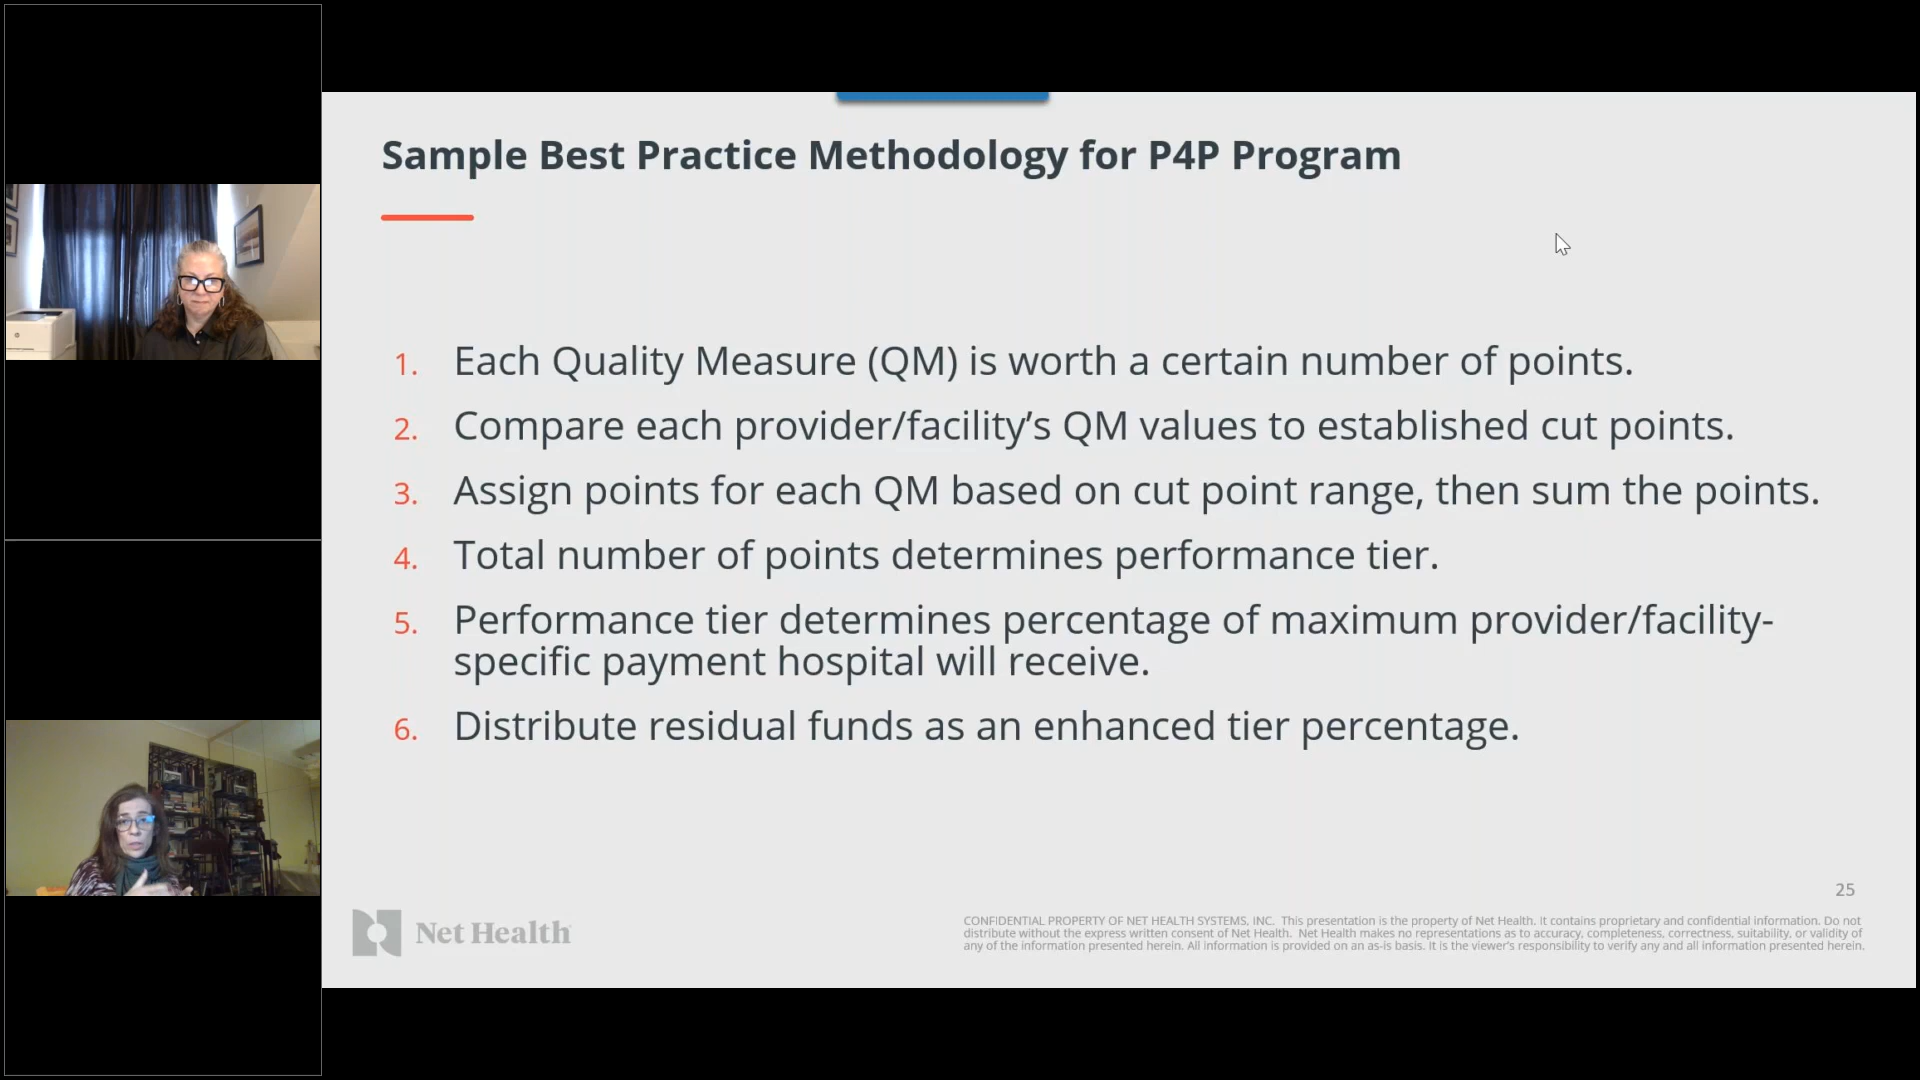 Sample Best Practice Methodology for P4P Program
1. Each Quality Measure (QM) is worth a certain number of points.
2. Compare each provider/facility’s QM values to established cut points.
3. Assign points for each QM based on cut point range, then sum the points.
4. Total number of points determines performance tier.
5. Performance tier determines percentage of maximum provider/facility-
specific payment hospital will receive.
6. Distribute residual funds as an enhanced tier percentage.
25
Net Health
CONFIDENTIAL PROPERTY OF NET HEALTH SYSTEMS, INC. This presentation is the property of Net Health. It contains proprietary and confidential information. Do not
distribute without the express written consent of Net Health. Net Health makes no representations as to accuracy, completeness, correctness, suitability, or validity of
any of the information presented herein. All information is provided on an as-is basis. It is the viewer’s responsibility to verify any and all information presented herein.